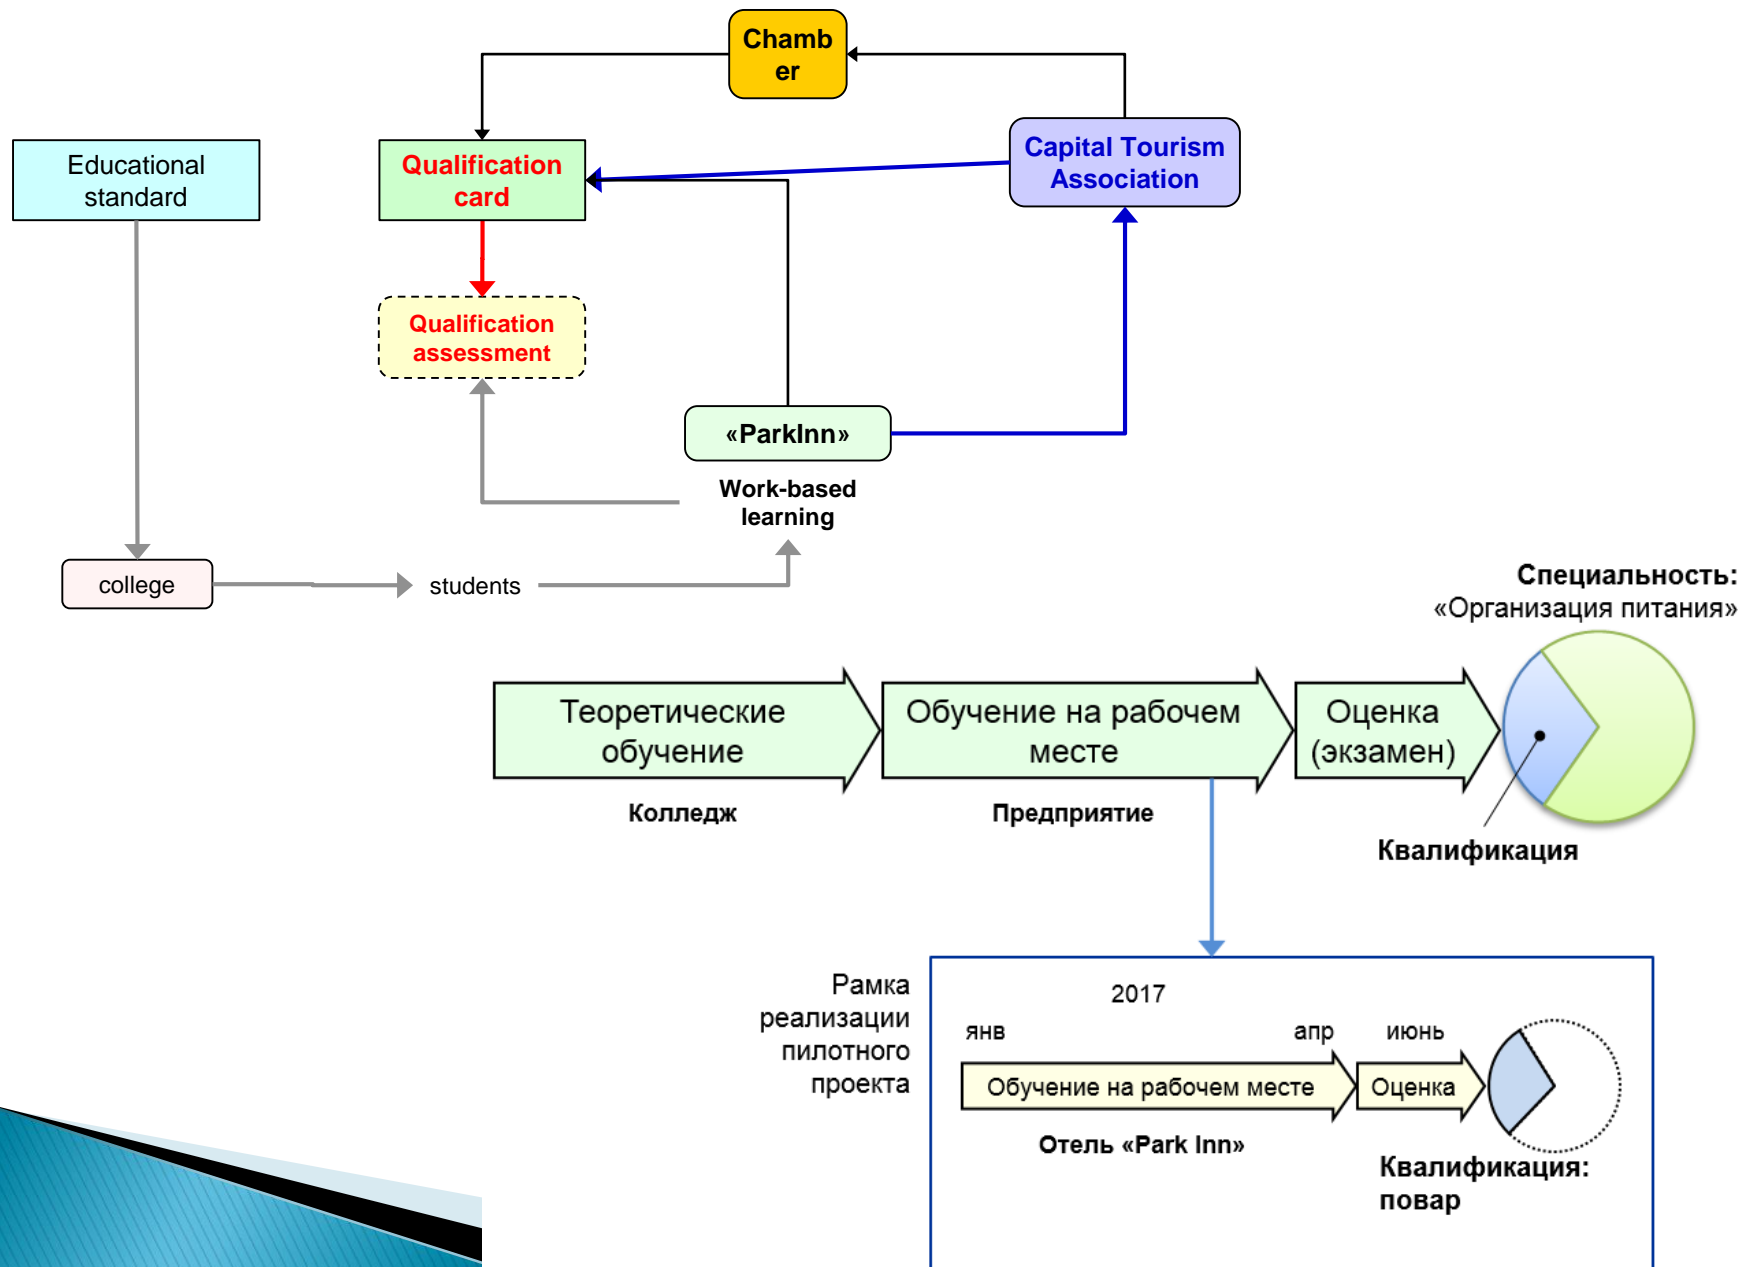 Chamb
er
Capital Tourism
Association
Educational
standard
Qualification
card
Qualification
assessment
«ParkInn»
Work-based
learning
college
students
Специальность:
«Организация питания»
Теоретические
обучение
Обучение на рабочем
месте
Оценка
(экзамен)
Колледж
Предприятие
Квалификация
Рамка
реализации
пилотного
проекта
2017
янв
апр
июнь
Обучение на рабочем месте
Оценка
Отель «Park Inn»
Квалификация:
повар